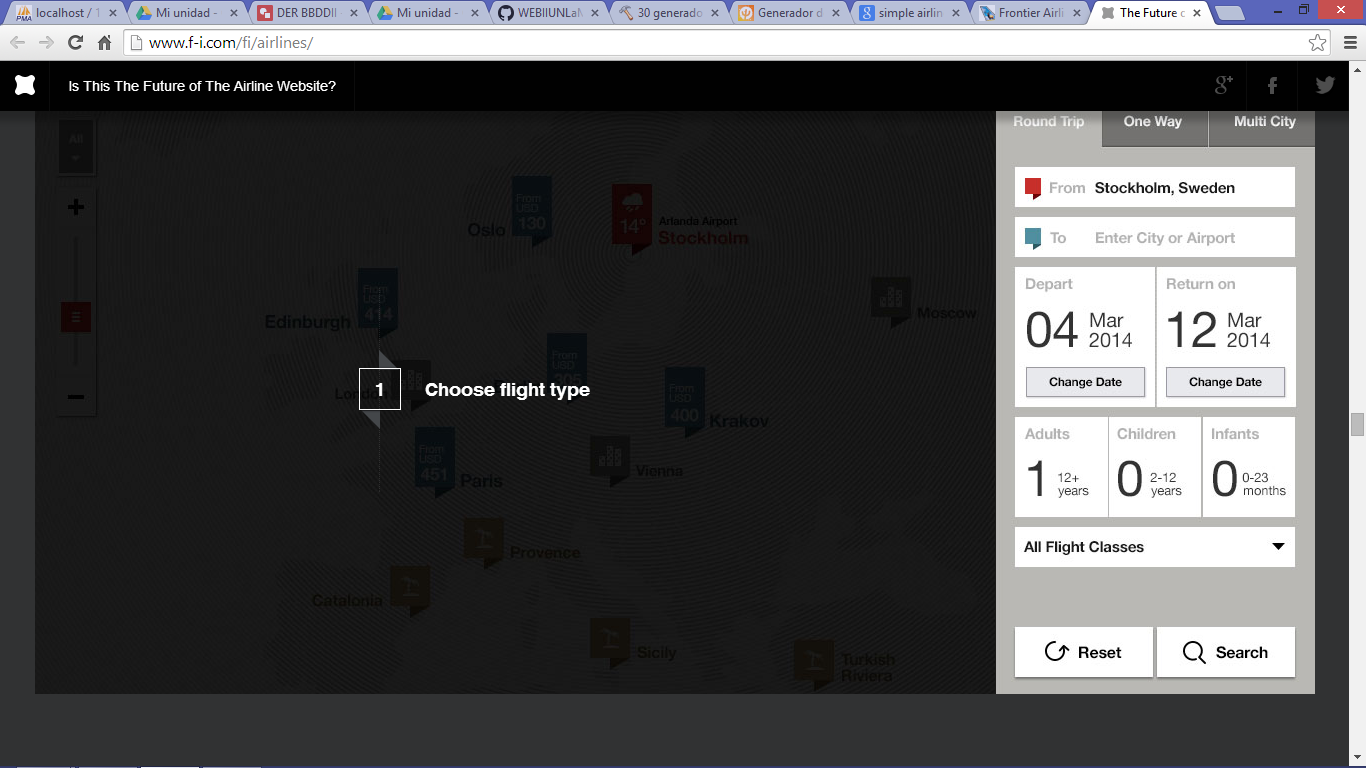 localhost / 1
Mi unidad -
DER BBDDII
Mi unidad -
WEBIIUNLaM
30 generado
Generador d
simple airlin
Frontier Airli
The Future o
www.f-i.com/fi/airlines/
Is This The Future of The Airline Website?
All
Round Trip
One Way
Multi City
From Stockholm, Sweden
To Enter City or Airport
Depart
04 Mar 2014
Change Date
Return on
12 Mar 2014
Change Date
Adults
1 12+ years
Children
0 2-12 years
Infants
0 0-23 months
All Flight Classes
Reset
Search
Oslo
From USD 130
14°
Arlanda Airport
Stockholm
Edinburgh
From USD 414
Moscow
London
1
Choose flight type
From USD
From USD 400
Krakov
From USD 451
Paris
Vienna
Provence
Catalonia
Sicily
Turkish
Riviera